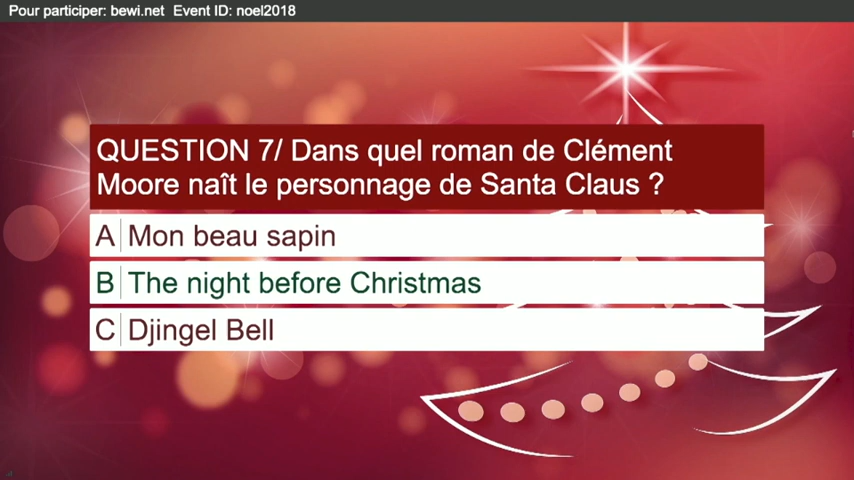 Pour participer: bewi.net Event ID: noel2018
QUESTION 7/ Dans quel roman de Clément
Moore naît le personnage de Santa Claus ?
A Mon beau sapin
B The night before Christmas
C Djingel Bell